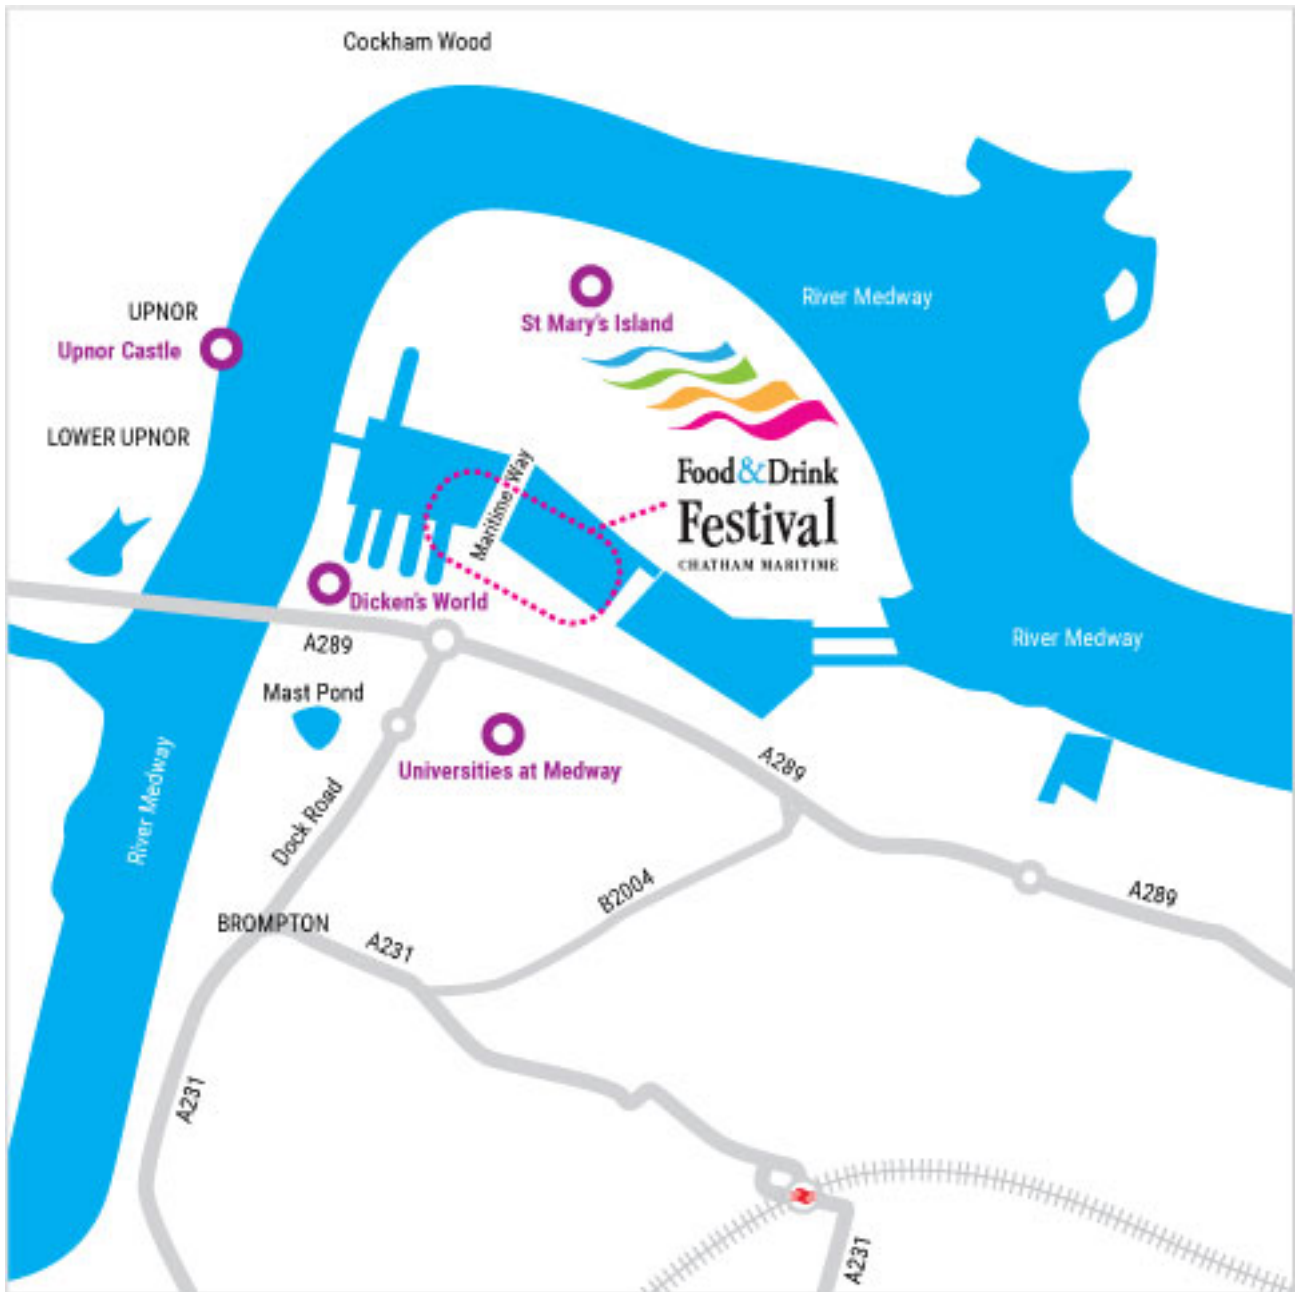 Cockham Wood
River Medway
UPNOR
Upnor Castle
St Mary's Island
LOWER UPNOR
Maritime Way
Food&Drink
Festival
CHATHAM MARITIME
Dicken's World
A289
River Medway
Mast Pond
River Medway
Universities at Medway
A289
Dock Road
B2004
A289
BROMPTON
A231
A231
A231